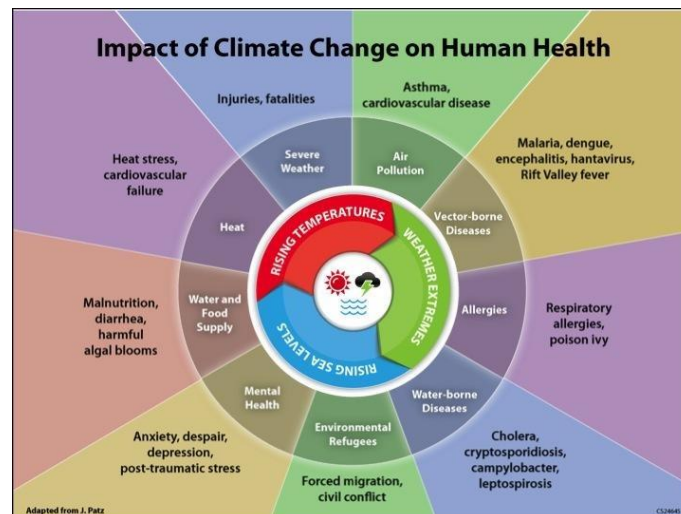 Impact of Climate Change on Human Health
Injuries, fatalities
Asthma,
cardiovascular disease
Malaria, dengue,
encephalitis, hantavirus,
Rift Valley fever
Respiratory
allergies,
poison ivy
Cholera,
cryptosporidiosis,
campylobacter,
leptospirosis
Forced migration,
civil conflict
Anxiety, despair,
depression,
post-traumatic stress
Malnutrition,
diarrhea,
harmful
algal blooms
Heat stress,
cardiovascular
failure
Severe
Weather
Air
Pollution
Vector-borne
Diseases
Allergies
Water-borne
Diseases
Environmental
Refugees
Mental
Health
Water and
Food
Supply
Heat
RISING TEMPERATURES
WEATHER EXTREMES
RISING SEA LEVELS
Adapted from J. Patz